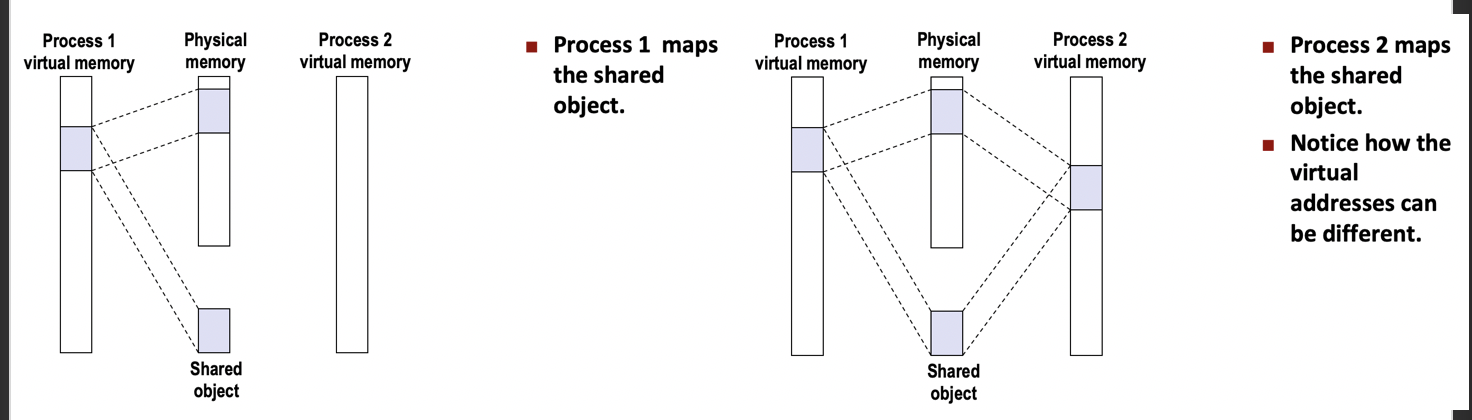 Process 1
virtual memory
Physical
memory
Process 2
virtual memory
Shared
object
■ Process 1 maps
the shared
object.
Process 1
virtual memory
Physical
memory
Process 2
virtual memory
Shared
object
■ Process 2 maps
the shared
object.
■ Notice how the
virtual
addresses can
be different.